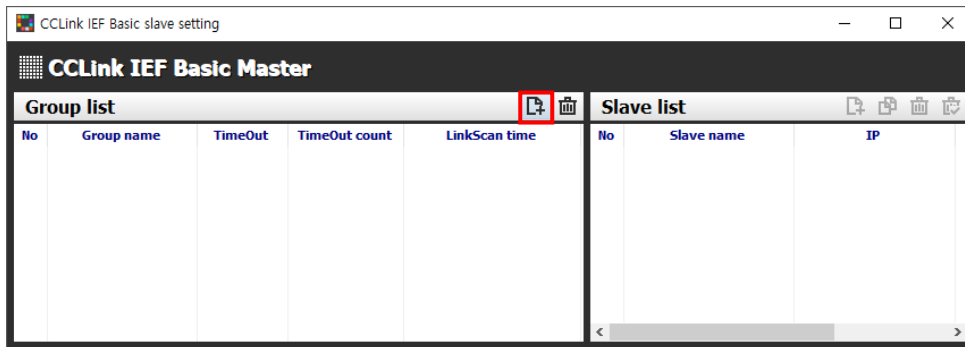 CCLink IEF Basic slave setting
CCLink IEF Basic Master
Group list
Slave list
No Group name TimeOut TimeOut count LinkScan time
No Slave name IP